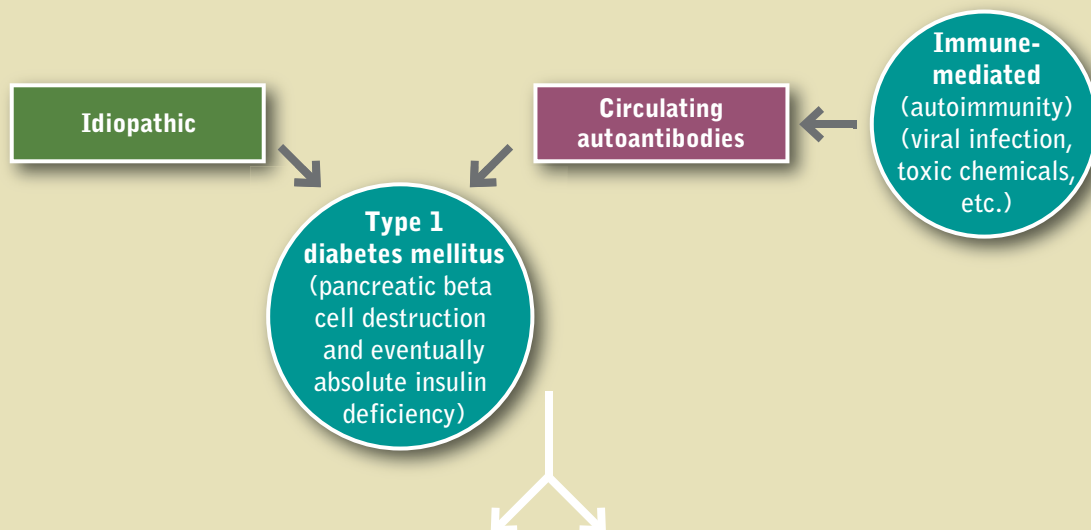 Idiopathic
Circulating
autoantibodies
Immune-
mediated
(autoimmunity)
(viral infection,
toxic chemicals,
etc.)
Type 1
diabetes mellitus
(pancreatic beta
cell destruction
and eventually
absolute insulin
deficiency)